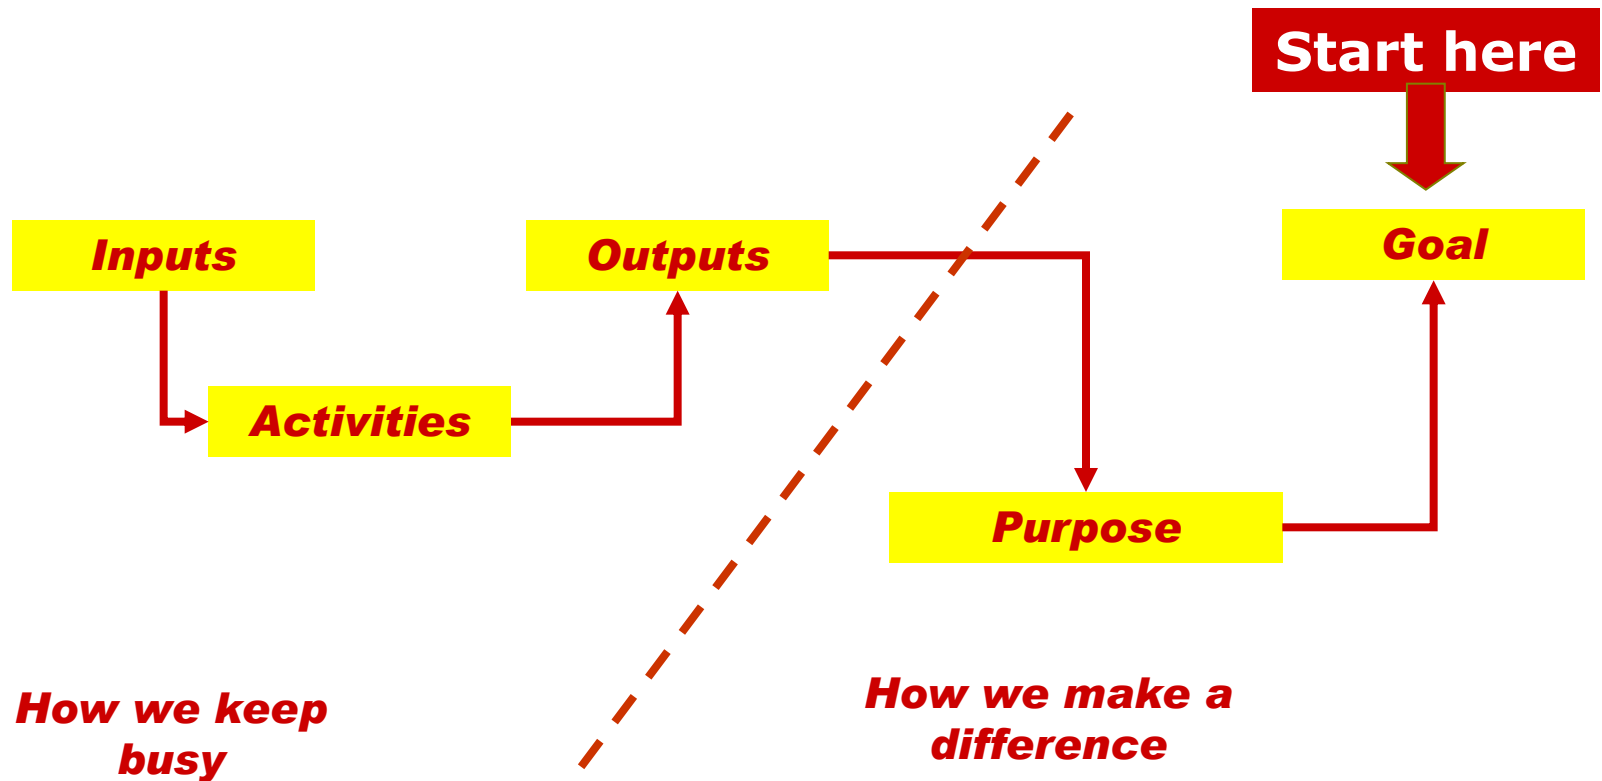 Start here
Inputs
Outputs
Goal
Activities
Purpose
How we keep
busy
How we make a
difference